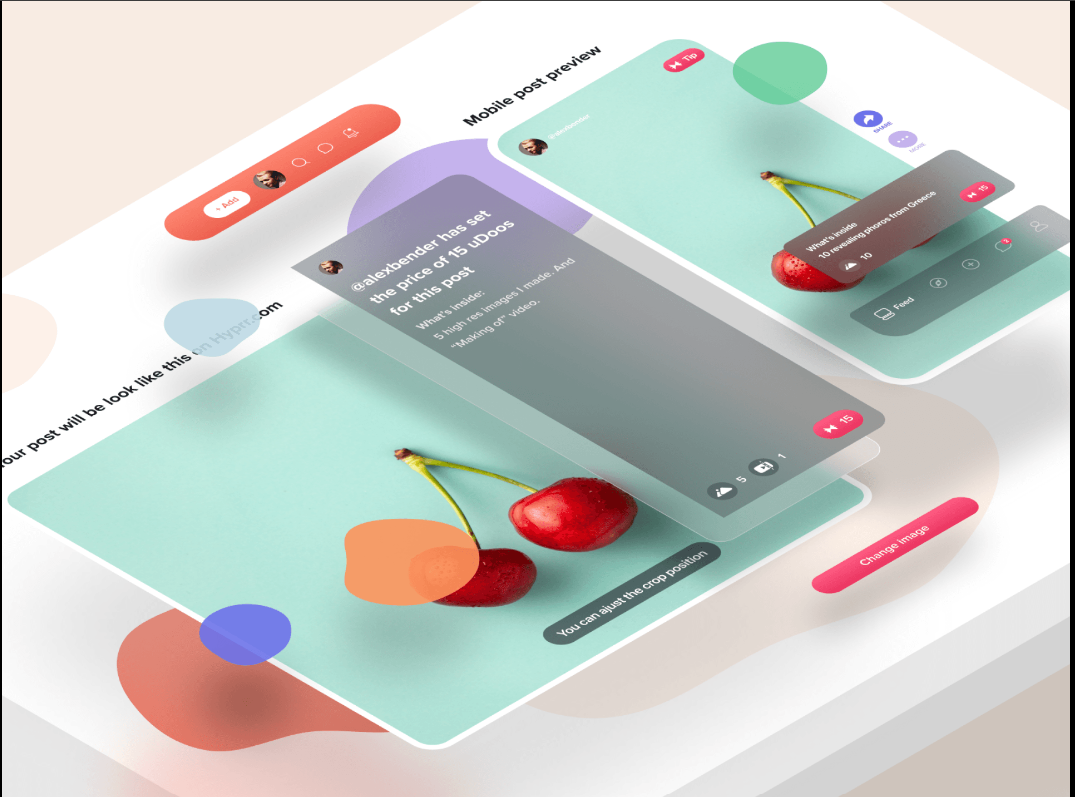 Mobile post preview
Tip
@alexbender
SHARE
MORE
+ Add
What's inside
10 revealing photos from Greece
15
10
2
Feed
@alexbender has set
the price of 15 uDoos
for this post
What's inside:
5 high res images I made. And
"Making of" video.
15
5
1
our post will be look like this on Hyprr.com
You can ajust the crop position
Change image